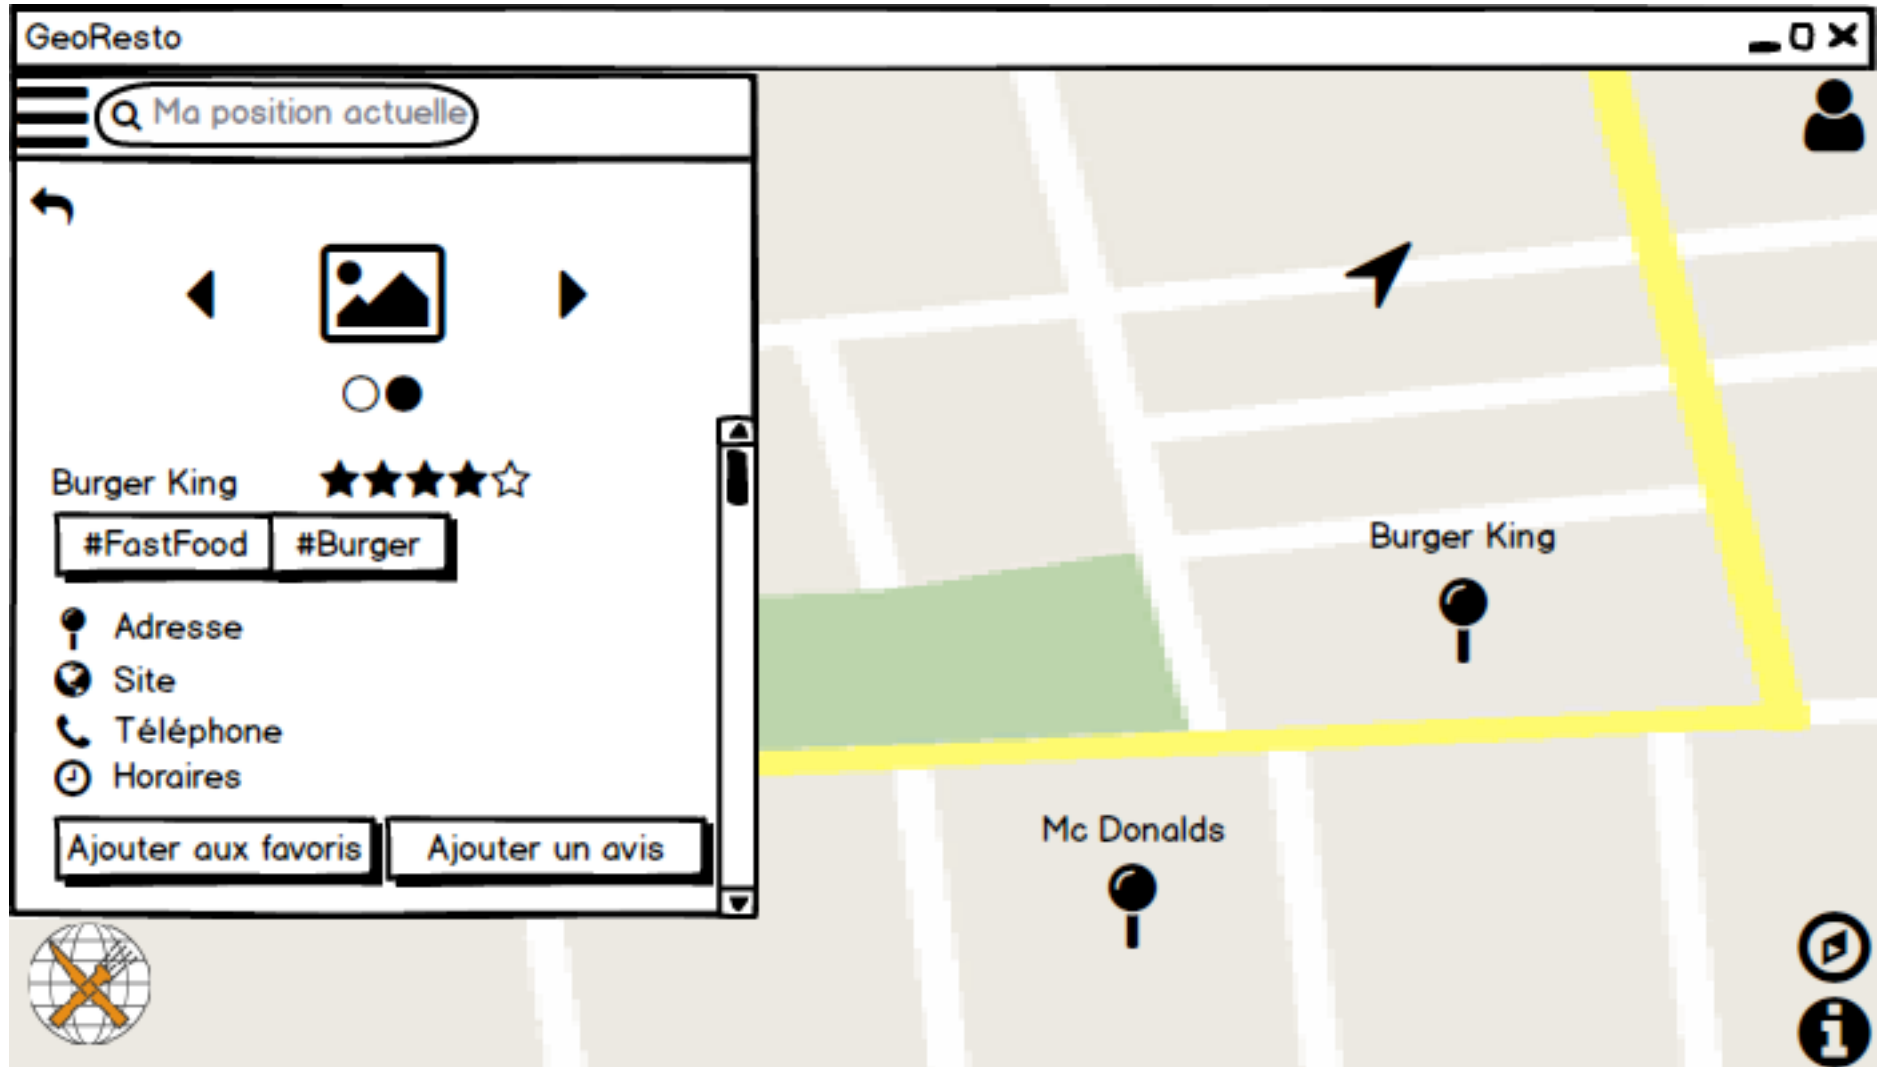 GeoResto
Ma position actuelle
Burger King
#FastFood #Burger
Adresse
Site
Téléphone
Horaires
Ajouter aux favoris Ajouter un avis
Burger King
Mc Donalds